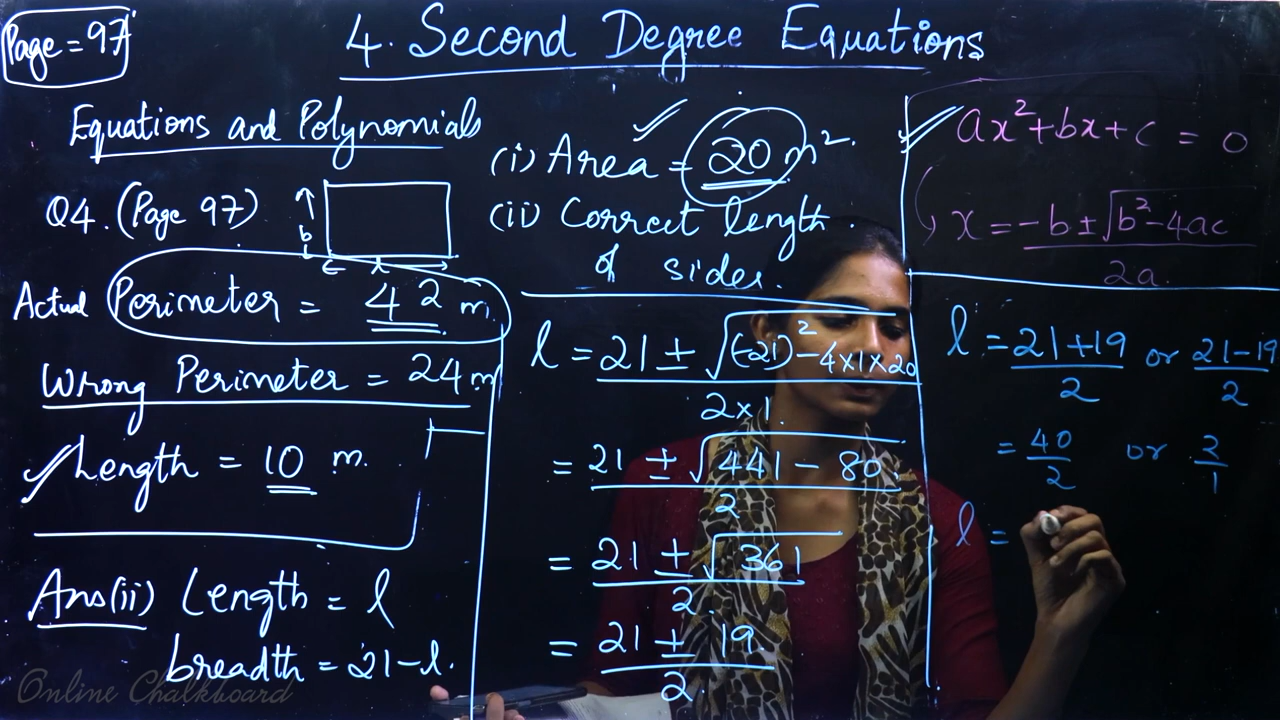 Page = 97
4. Second Degree Equations
Equations and Polynomials
Q4. (Page 97)
b
l
Actual Perimeter = 42 m.
Wrong Perimeter = 24 m
Length = 10 m.
Ans(ii) Length = l
breadth = 21-l.
(i) Area = 20 m².
(ii) Correct length
of sides.
l = 21 ± √((-21)² - 4×1×20) / 2×1
= 21 ± √(441 - 80) / 2
= 21 ± √361 / 2
= 21 ± 19 / 2
ax² + bx + c = 0
x = -b ± √(b² - 4ac) / 2a
l = 21+19 / 2 or 21-19 / 2
= 40 / 2 or 2 / 1
l =
Online Chalkboard